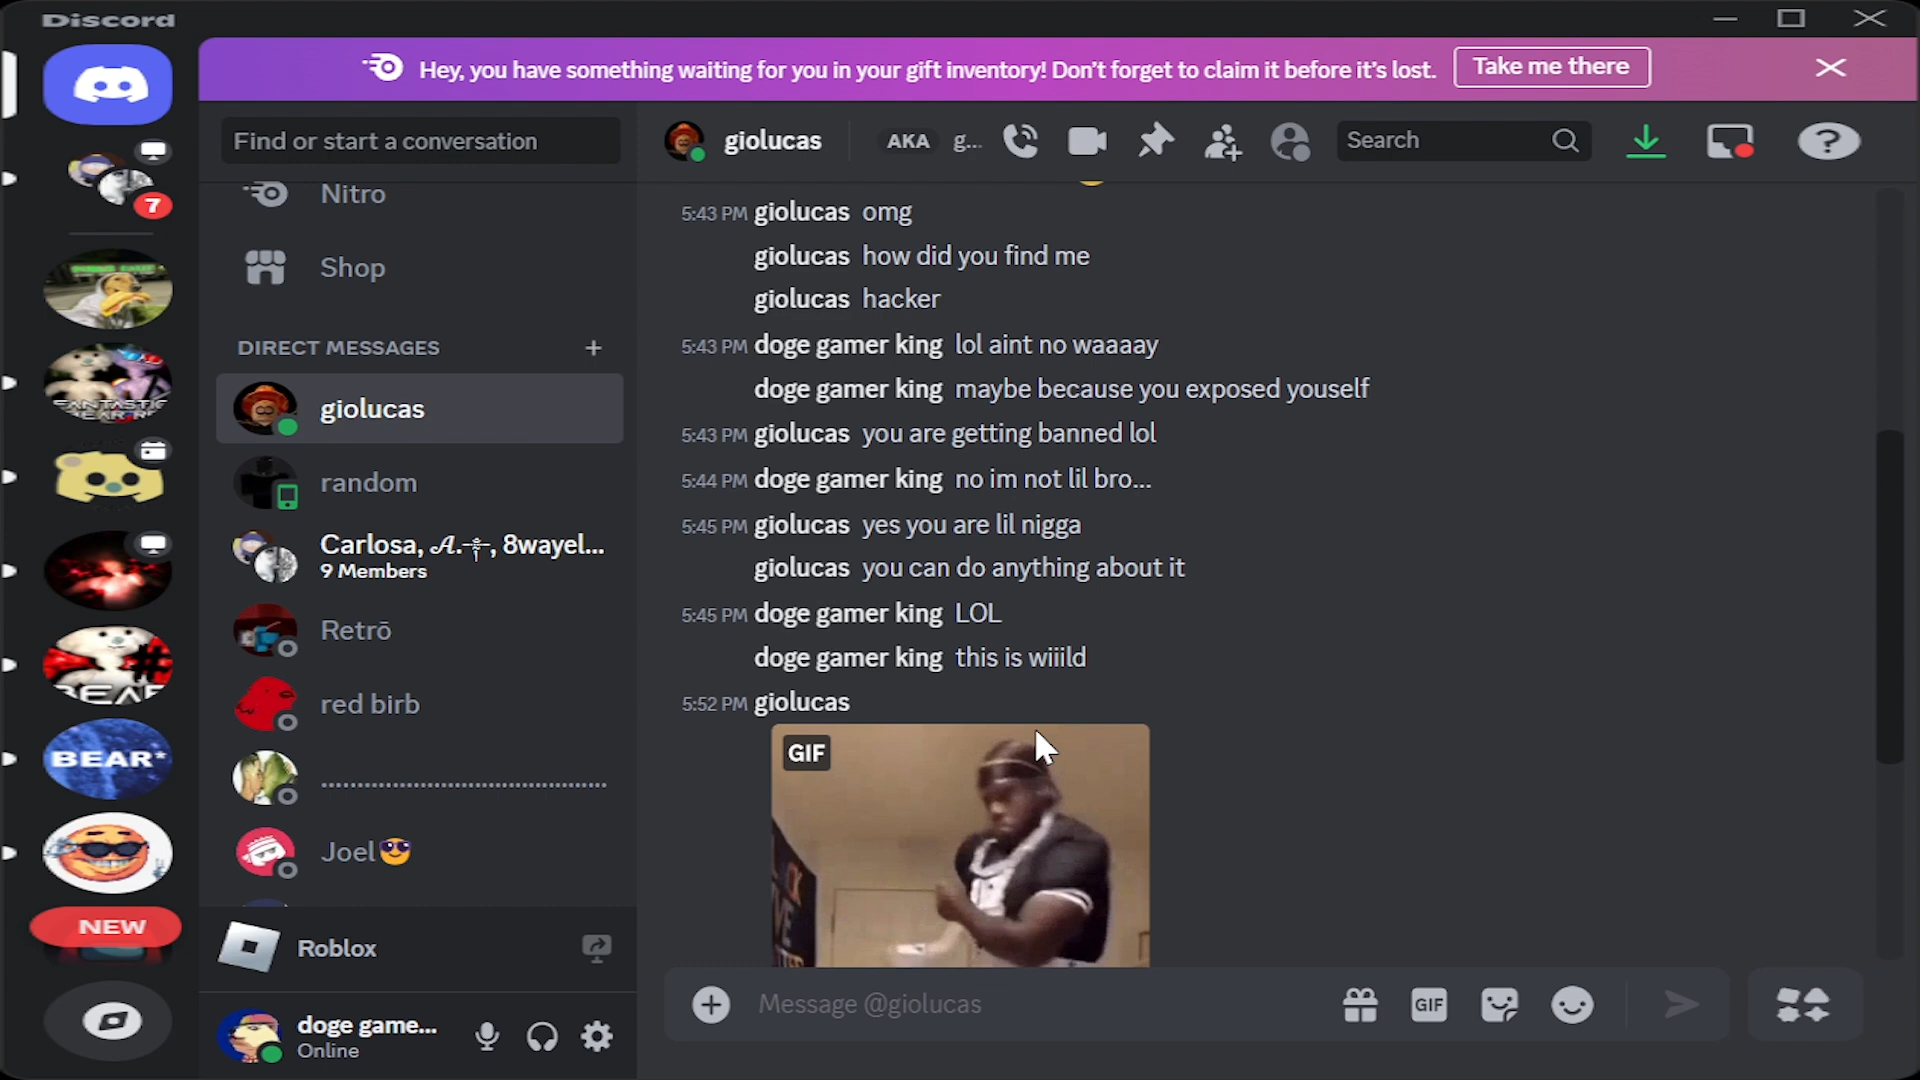 Discord
Hey, you have something waiting for you in your gift inventory! Don't forget to claim it before it's lost.
Take me there
Find or start a conversation
giolucas
AKA
g...
Search
7
Nitro
Shop
DIRECT MESSAGES
giolucas
random
Carlosa, 𝓐.-‡-, 8wayel...
9 Members
Retrō
red birb
Joel😎
Roblox
doge game...
Online
BEAR*
NEW
5:43 PM giolucas omg
giolucas how did you find me
giolucas hacker
5:43 PM doge gamer king lol aint no waaaay
doge gamer king maybe because you exposed youself
5:43 PM giolucas you are getting banned lol
5:44 PM doge gamer king no im not lil bro...
5:45 PM giolucas yes you are lil nigga
giolucas you can do anything about it
5:45 PM doge gamer king LOL
doge gamer king this is wiiild
5:52 PM giolucas
GIF
Message @giolucas
GIF